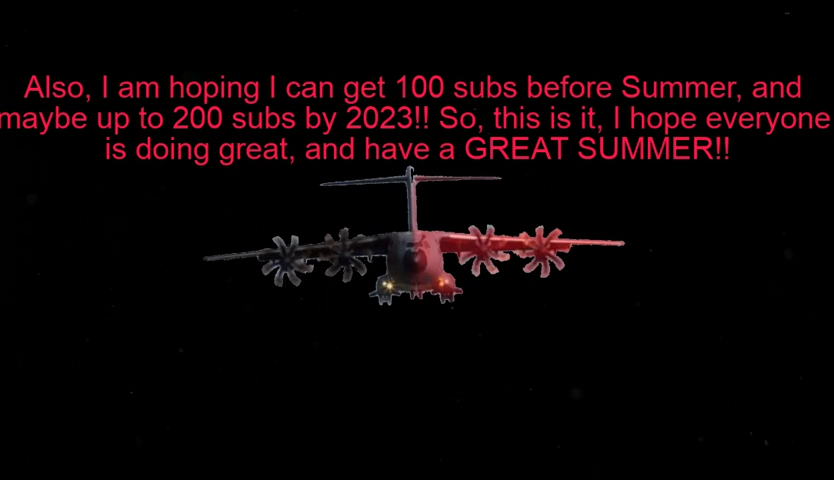 Also, I am hoping I can get 100 subs before Summer, and
maybe up to 200 subs by 2023!! So, this is it, I hope everyone
is doing great, and have a GREAT SUMMER!!